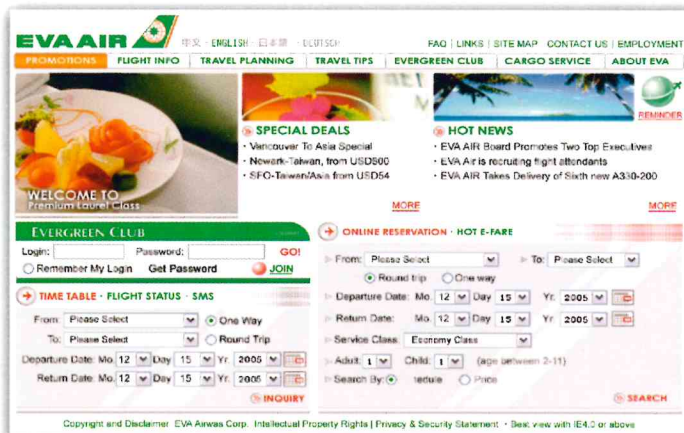 EVA AIR
中文 · ENGLISH · 日本語 · DEUTSCH
FAQ | LINKS | SITE MAP CONTACT US | EMPLOYMENT
PROMOTIONS FLIGHT INFO TRAVEL PLANNING TRAVEL TIPS EVERGREEN CLUB CARGO SERVICE ABOUT EVA
REMINDER
WELCOME TO
Premium Laurel Class
SPECIAL DEALS
· Vancouver To Asia Special
· Newark-Taiwan, from USD800
· SFO-Taiwan/Asia from USD54
MORE
HOT NEWS
· EVA AIR Board Promotes Two Top Executives
· EVA Air is recruiting flight attendants
· EVA AIR Takes Delivery of Sixth new A330-200
MORE
EVERGREEN CLUB
Login: Password: GO!
Remember My Login Get Password JOIN
TIME TABLE · FLIGHT STATUS · SMS
From: Please Select One Way
To: Please Select Round Trip
Departure Date: Mo. 12 Day 15 Yr. 2005
Return Date: Mo. 12 Day 15 Yr. 2005
INQUIRY
ONLINE RESERVATION · HOT E-FARE
From: Please Select To: Please Select
Round trip One way
Departure Date: Mo. 12 Day 15 Yr. 2005
Return Date: Mo. 12 Day 15 Yr. 2005
Service Class: Economy Class
Adult: 1 Child: 1 (age between 2-11)
Search By: Price
SEARCH
Copyright and Disclaimer EVA Airwas Corp. Intellectual Property Rights | Privacy & Security Statement · Best view with IE4.0 or above